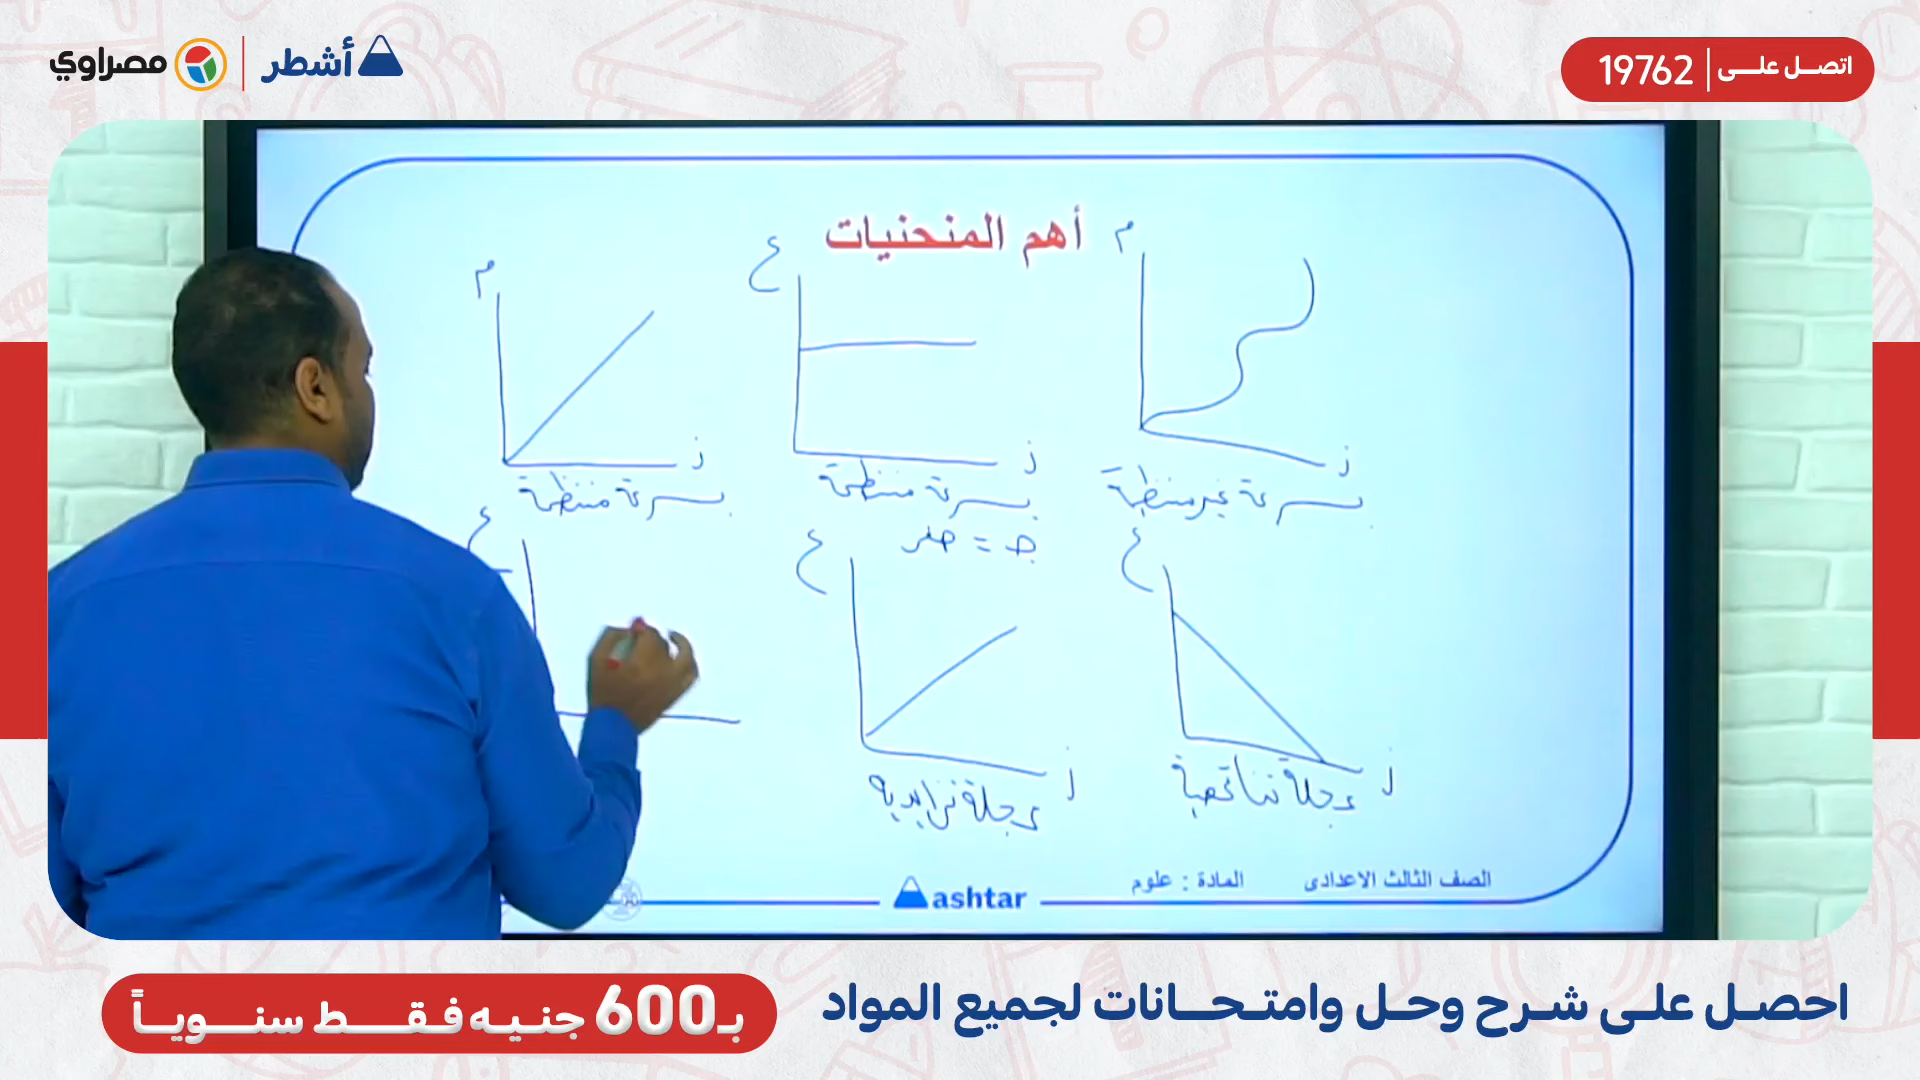 اتصل على | 19762
أشطر | مصراوي
أهم المنحنيات
م
ع
م
ز
ز
ز
سرعة غير منتظمة
سرعة منتظمة
سرعة منتظمة
جـ = صفر
ع
ع
ع
ز
ز
عجلة تناقصية
عجلة تزايدية
الصف الثالث الاعدادى
المادة : علوم
ashtar
احصل على شرح وحل وامتحانات لجميع المواد
بـ600 جنيه فقط سنوياً